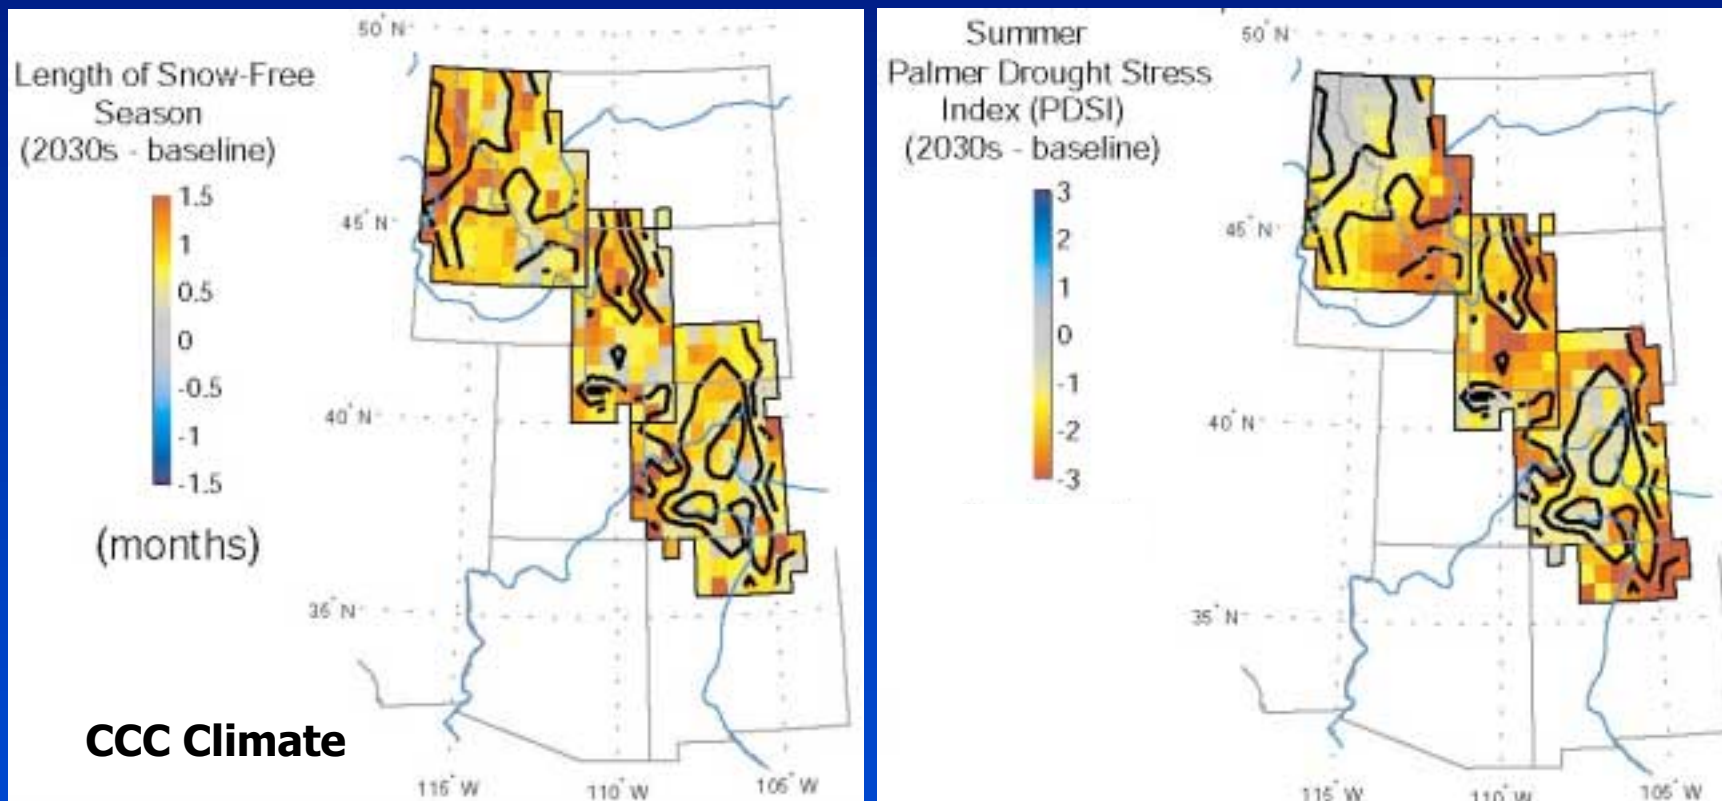 Length of Snow-Free
Season
(2030s - baseline)
1.5
1
0.5
0
-0.5
-1
-1.5
(months)
CCC Climate
50° N
45° N
40° N
35° N
115° W
110° W
105° W
Summer
Palmer Drought Stress
Index (PDSI)
(2030s - baseline)
3
2
1
0
-1
-2
-3
50° N
45° N
40° N
35° N
115° W
110° W
105° W